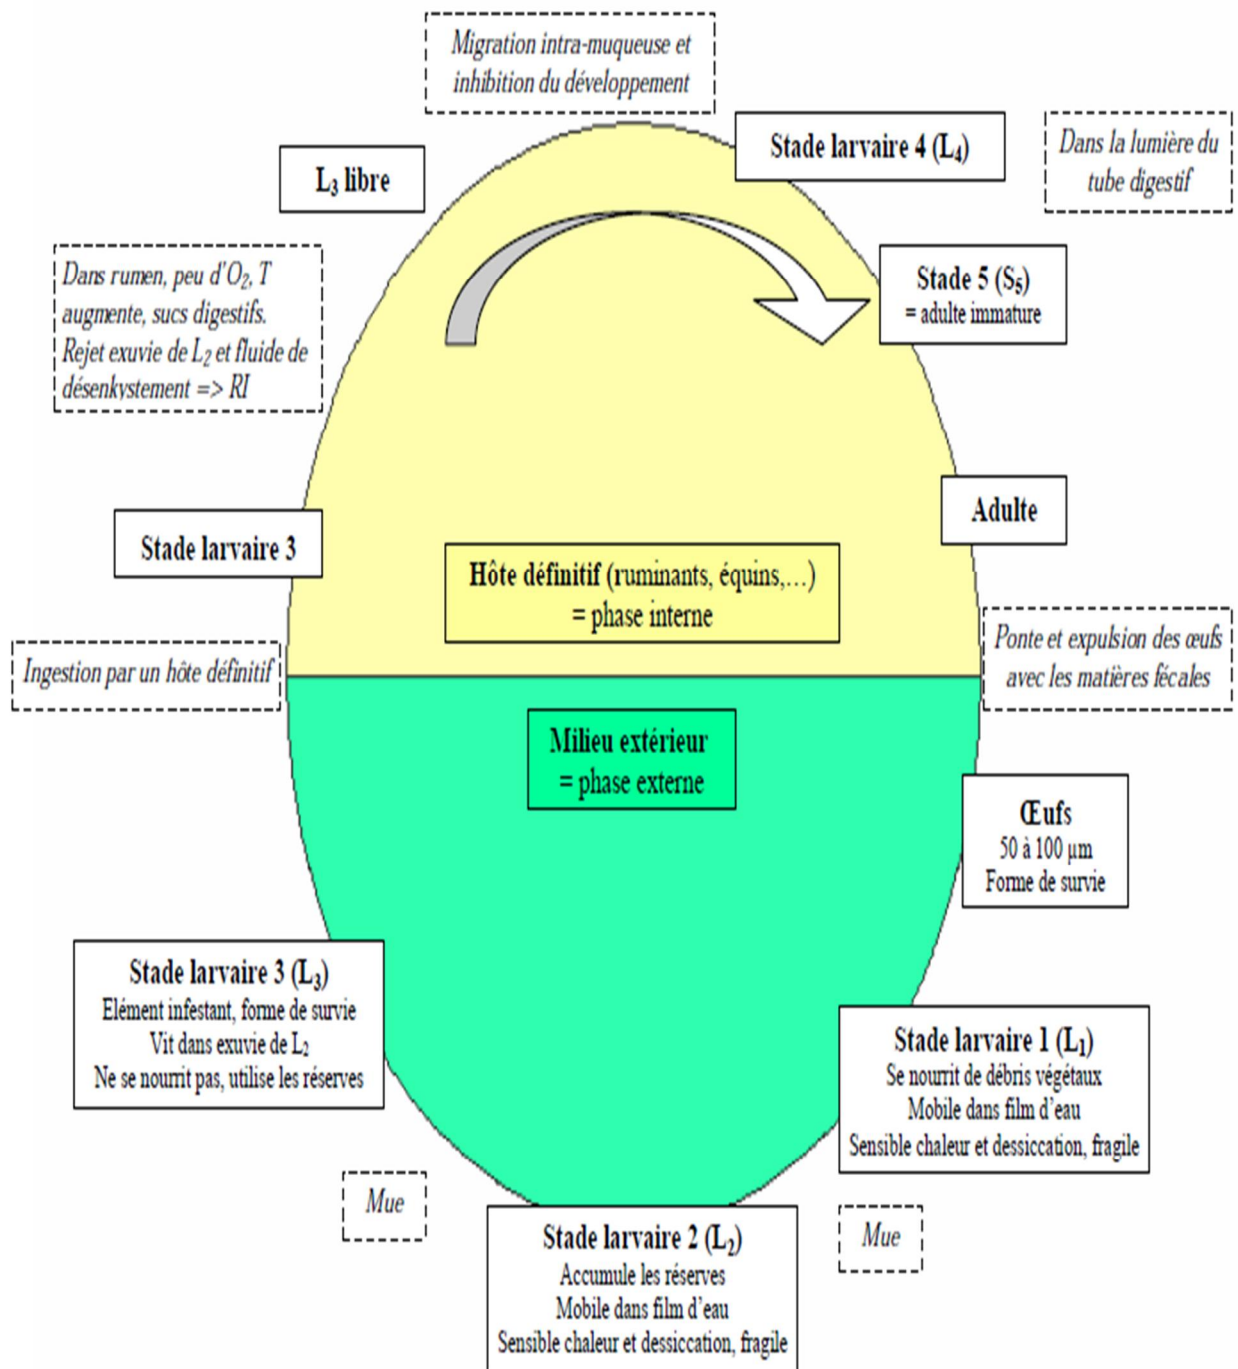 Migration intra-muqueuse et
inhibition du développement
Stade larvaire 4 (L₄)
Dans la lumière du
tube digestif
L₃ libre
Dans rumen, peu d'O₂, T
augmente, sucs digestifs.
Rejet exuvie de L₂ et fluide de
désenkystement => RI
Stade 5 (S₅)
= adulte immature
Adulte
Stade larvaire 3
Hôte définitif (ruminants, équins,…)
= phase interne
Ingestion par un hôte définitif
Ponte et expulsion des œufs
avec les matières fécales
Milieu extérieur
= phase externe
Œufs
50 à 100 µm
Forme de survie
Stade larvaire 3 (L₃)
Elément infestant, forme de survie
Vit dans exuvie de L₂
Ne se nourrit pas, utilise les réserves
Stade larvaire 1 (L₁)
Se nourrit de débris végétaux
Mobile dans film d'eau
Sensible chaleur et dessiccation, fragile
Mue
Stade larvaire 2 (L₂)
Accumule les réserves
Mobile dans film d'eau
Sensible chaleur et dessiccation, fragile
Mue